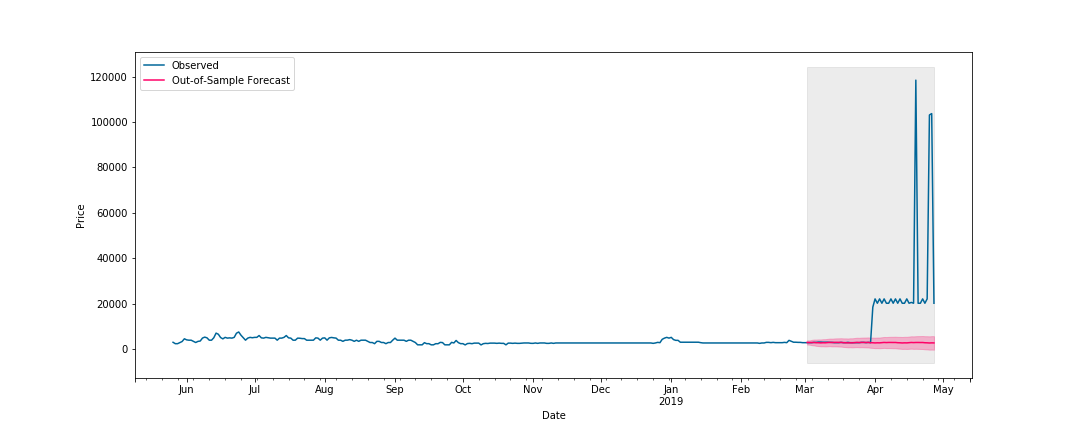 Observed
Out-of-Sample Forecast
120000
100000
80000
60000
40000
20000
0
Price
Jun Jul Aug Sep Oct Nov Dec Jan Feb Mar Apr May
2019
Date